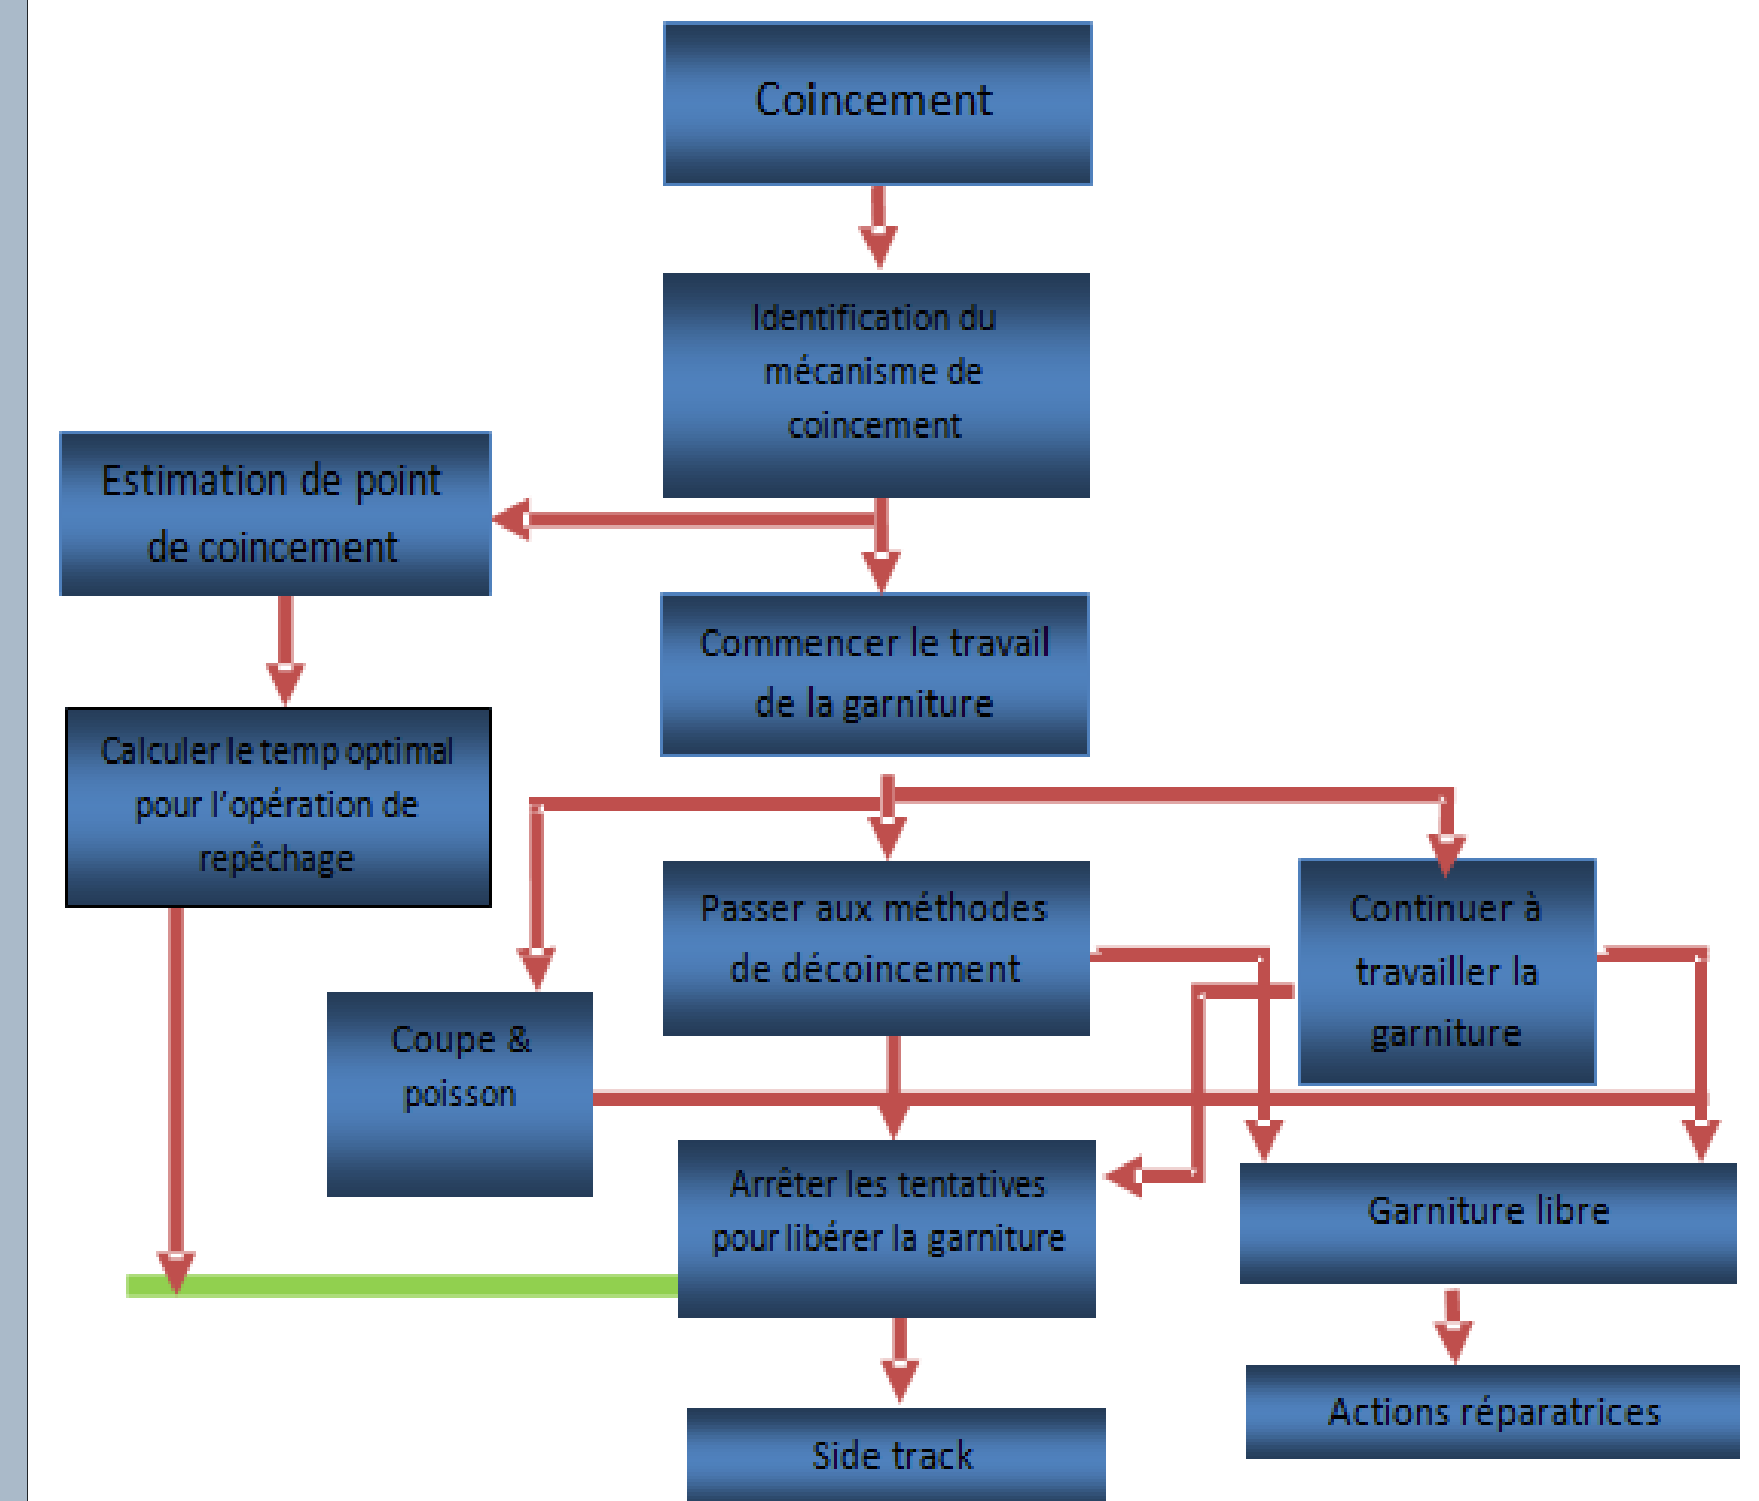 Coincement
Identification du
mécanisme de
coincement
Estimation de point
de coincement
Commencer le travail
de la garniture
Calculer le temp optimal
pour l'opération de
repêchage
Passer aux méthodes
de décoincement
Continuer à
travailler la
garniture
Coupe &
poisson
Arrêter les tentatives
pour libérer la garniture
Garniture libre
Actions réparatrices
Side track